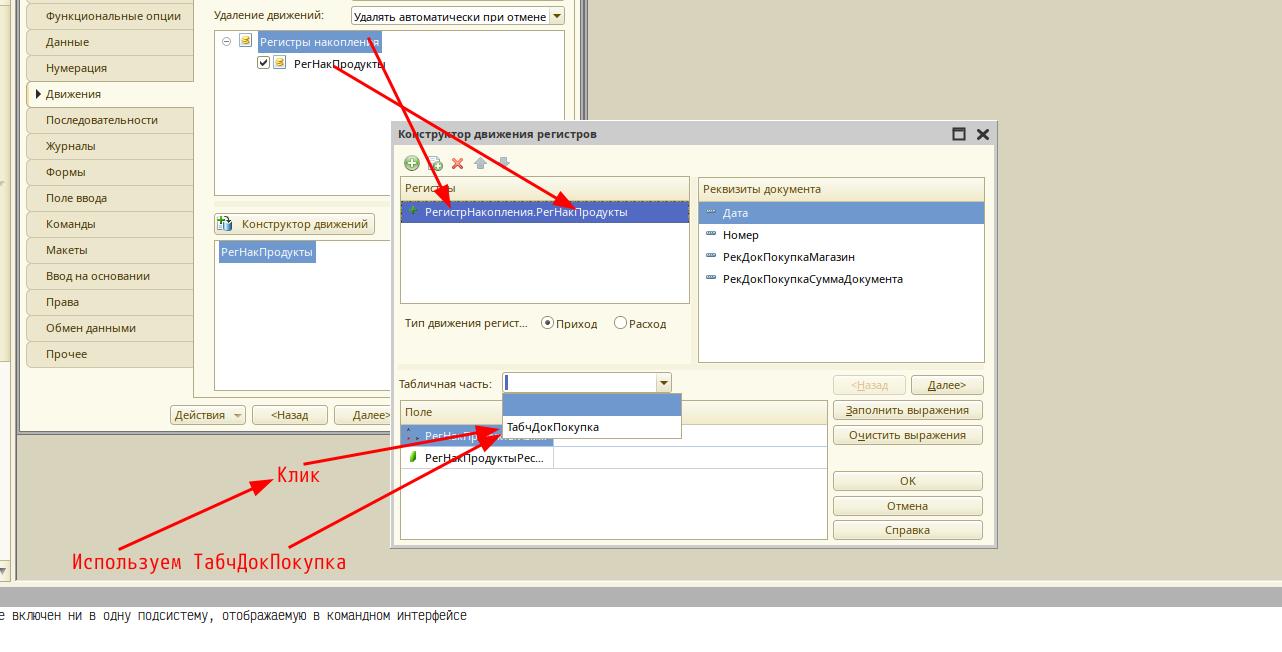 Функциональные опции
Данные
Нумерация
Движения
Последовательности
Журналы
Формы
Поле ввода
Команды
Макеты
Ввод на основании
Права
Обмен данными
Прочее
Удаление движений:
Удалять автоматически при отмене
Регистры накопления
РегНакПродукты
Конструктор движений
РегНакПродукты
Действия
<Назад
Далее>
Конструктор движения регистров
Регистры
РегистрНакопления.РегНакПродукты
Реквизиты документа
Дата
Номер
РекДокПокупкаМагазин
РекДокПокупкаСуммаДокумента
Тип движения регист...
Приход
Расход
Табличная часть:
ТабчДокПокупка
Поле
РегНакПродуктыРес...
<Назад
Далее>
Заполнить выражения
Очистить выражения
OK
Отмена
Справка
Клик
Используем ТабчДокПокупка
е включен ни в одну подсистему, отображаемую в командном интерфейсе